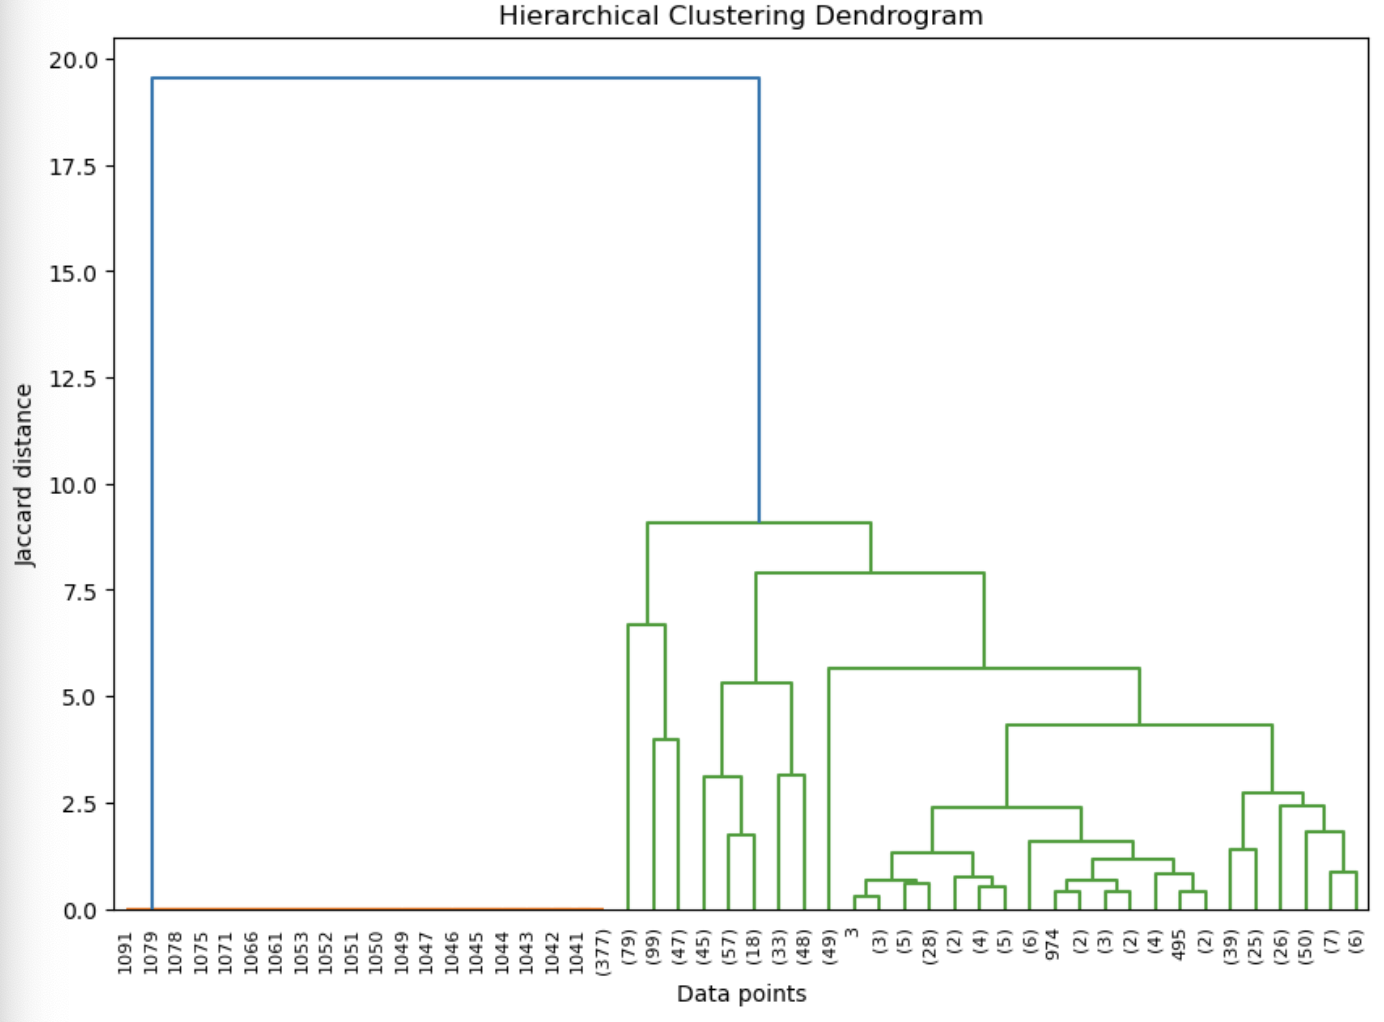 Hierarchical Clustering Dendrogram
20.0
17.5
15.0
12.5
10.0
7.5
5.0
2.5
0.0
Jaccard distance
1091 1079 1078 1075 1071 1066 1061 1053 1052 1051 1050 1049 1047 1046 1045 1044 1043 1042 1041 (377) (79) (99) (47) (45) (57) (18) (33) (48) (49) 3 (3) (5) (28) (2) (4) (5) (6) 974 (2) (3) (2) (4) 495 (2) (39) (25) (26) (50) (7) (6)
Data points